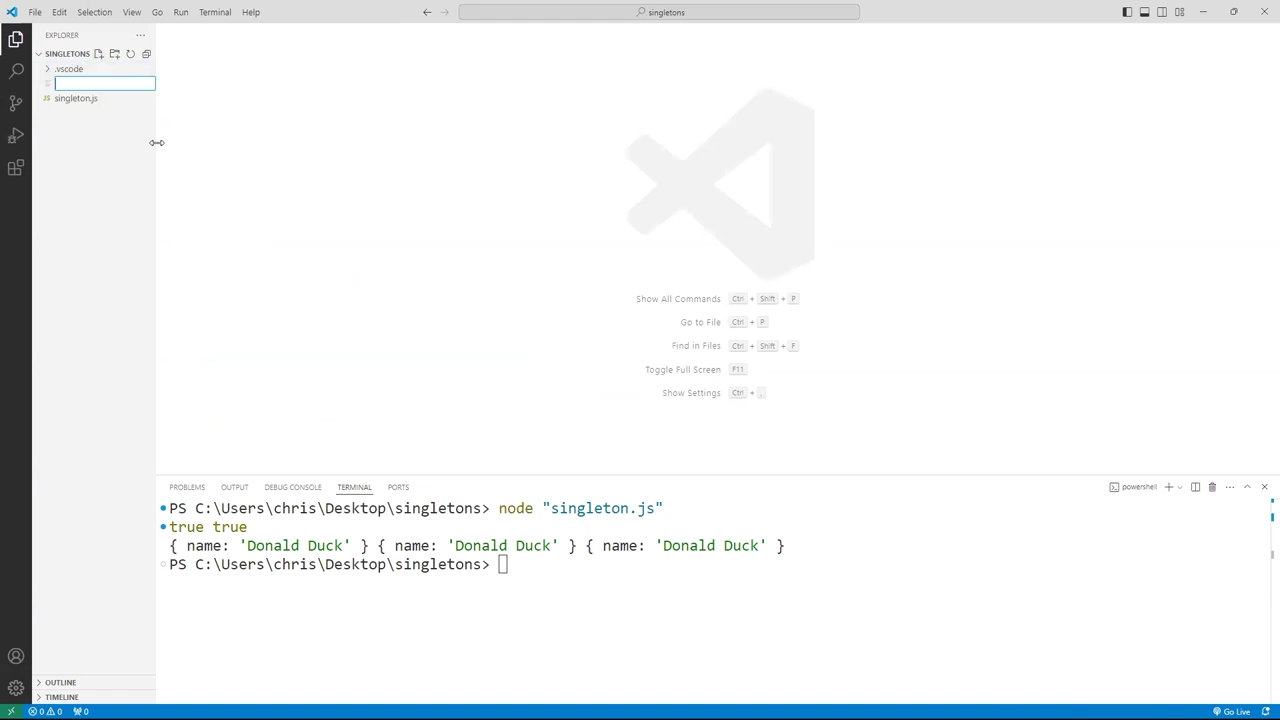 File Edit Selection View Go Run Terminal Help
singletons
EXPLORER
SINGLETONS
.vscode
JS singleton.js
Show All Commands Ctrl + Shift + P
Go to File Ctrl + P
Find in Files Ctrl + Shift + F
Toggle Full Screen F11
Show Settings Ctrl + ,
PROBLEMS OUTPUT DEBUG CONSOLE TERMINAL PORTS
powershell
PS C:\Users\chris\Desktop\singletons> node "singleton.js"
true true
{ name: 'Donald Duck' } { name: 'Donald Duck' } { name: 'Donald Duck' }
PS C:\Users\chris\Desktop\singletons>
OUTLINE
TIMELINE
0 0 0
Go Live